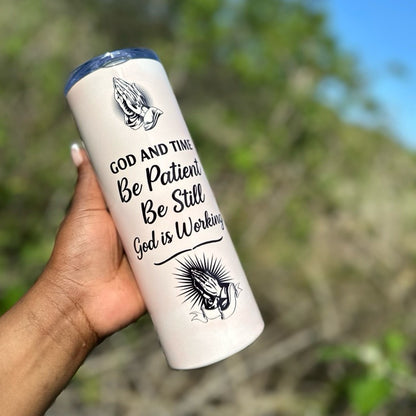 GOD AND TIME
Be Patient
Be Still
God is Working